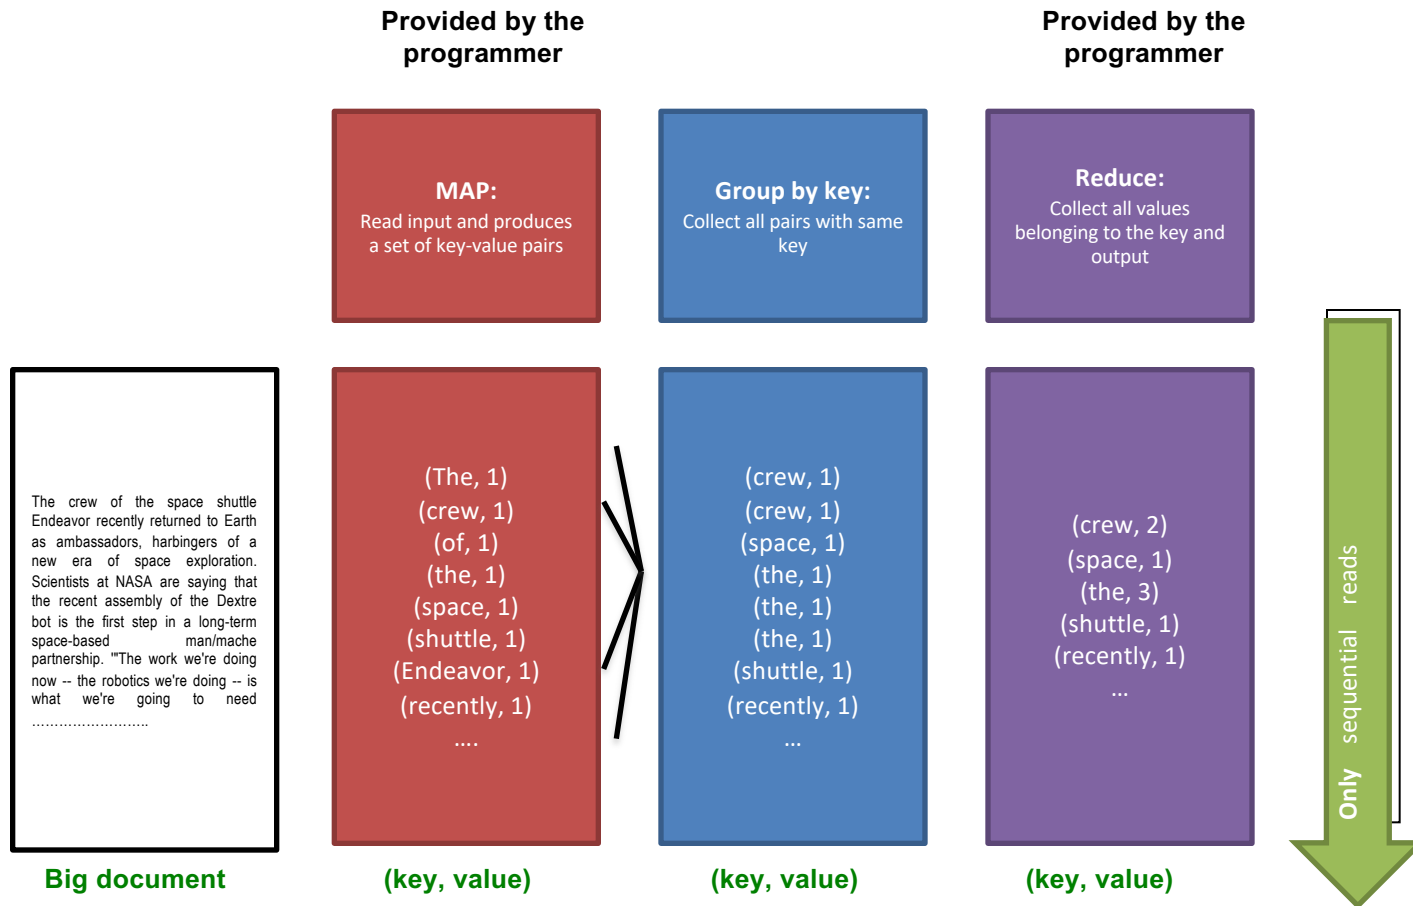 Provided by the
programmer
Provided by the
programmer
MAP:
Read input and produces
a set of key-value pairs
Group by key:
Collect all pairs with same
key
Reduce:
Collect all values
belonging to the key and
output
The crew of the space shuttle
Endeavor recently returned to Earth
as ambassadors, harbingers of a
new era of space exploration.
Scientists at NASA are saying that
the recent assembly of the Dextre
bot is the first step in a long-term
space-based man/mache
partnership. '"The work we're doing
now -- the robotics we're doing -- is
what we're going to need
……………………..
Big document
(The, 1)
(crew, 1)
(of, 1)
(the, 1)
(space, 1)
(shuttle, 1)
(Endeavor, 1)
(recently, 1)
….
(key, value)
(crew, 1)
(crew, 1)
(space, 1)
(the, 1)
(the, 1)
(the, 1)
(shuttle, 1)
(recently, 1)
…
(key, value)
(crew, 2)
(space, 1)
(the, 3)
(shuttle, 1)
(recently, 1)
…
(key, value)
Only sequential reads